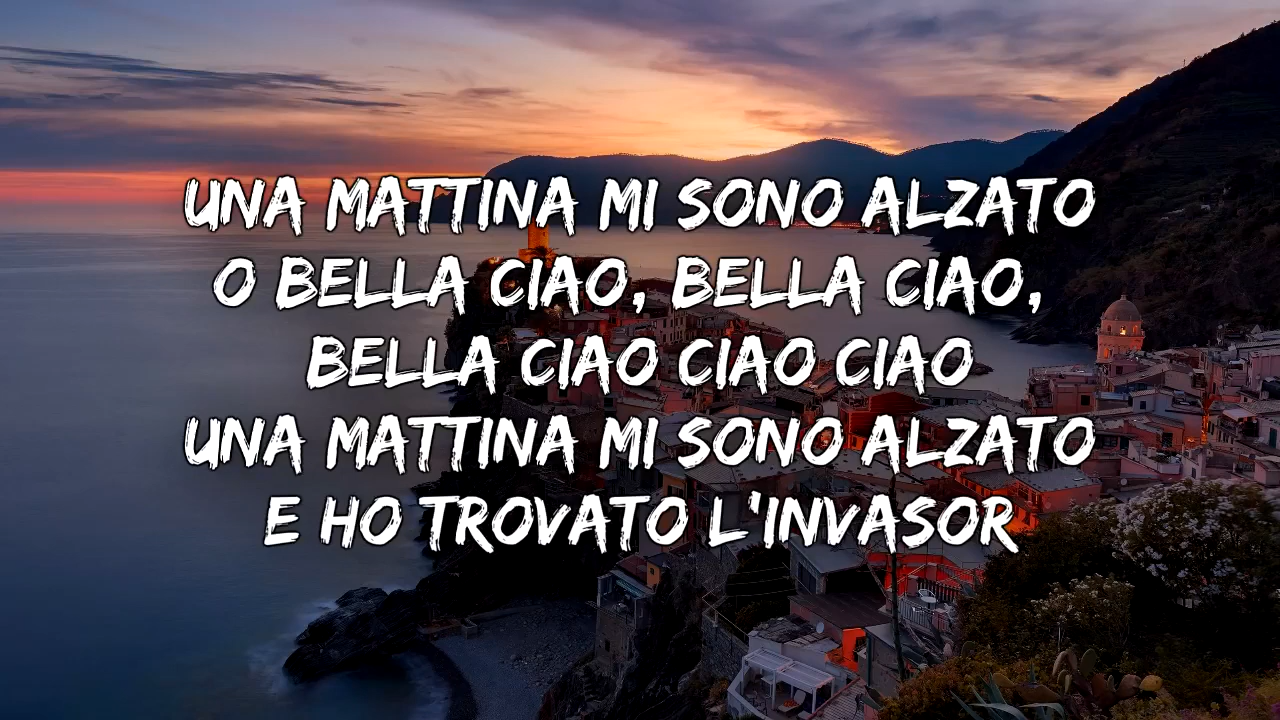 UNA MATTINA MI SONO ALZATO
O BELLA CIAO, BELLA CIAO,
BELLA CIAO CIAO CIAO
UNA MATTINA MI SONO ALZATO
E HO TROVATO L'INVASOR